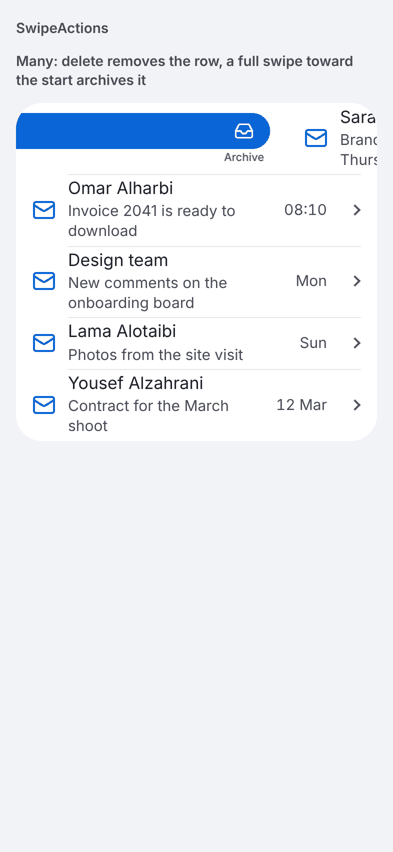 SwipeActions
Many: delete removes the row, a full swipe toward
the start archives it
Archive
Omar Alharbi
Invoice 2041 is ready to
download
08:10
Design team
New comments on the
onboarding board
Mon
Lama Alotaibi
Photos from the site visit
Sun
Yousef Alzahrani
Contract for the March
shoot
12 Mar